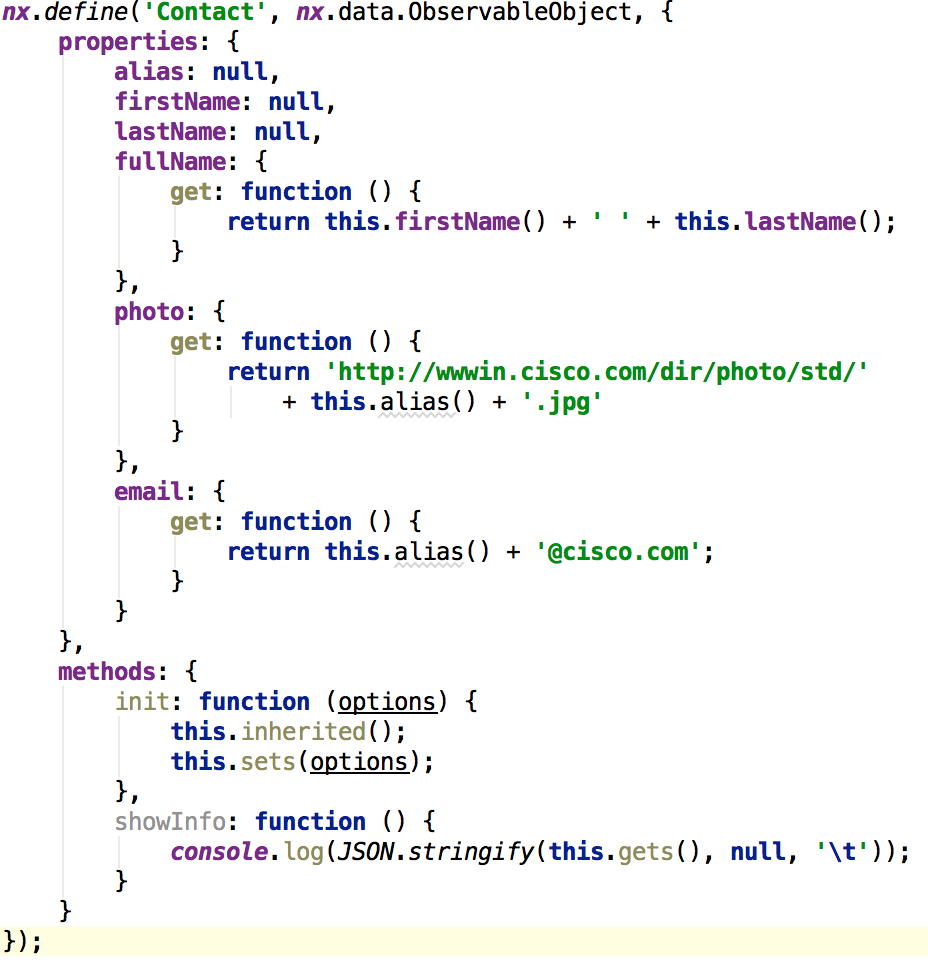 nx.define('Contact', nx.data.ObservableObject, {
    properties: {
        alias: null,
        firstName: null,
        lastName: null,
        fullName: {
            get: function () {
                return this.firstName() + ' ' + this.lastName();
            }
        },
        photo: {
            get: function () {
                return 'http://wwwin.cisco.com/dir/photo/std/'
                    + this.alias() + '.jpg'
            }
        },
        email: {
            get: function () {
                return this.alias() + '@cisco.com';
            }
        }
    },
    methods: {
        init: function (options) {
            this.inherited();
            this.sets(options);
        },
        showInfo: function () {
            console.log(JSON.stringify(this.gets(), null, '\t'));
        }
    }
});